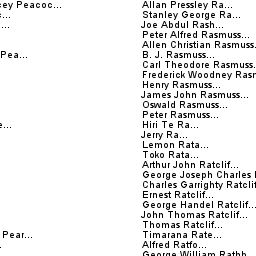 cey Peacoc...
Pea...
Pear...
Allan Pressley Ra...
Stanley George Ra...
Joe Abdul Rash...
Peter Alfred Rasmuss...
Allen Christian Rasmuss.
B. J. Rasmuss...
Carl Theodore Rasmuss.
Frederick Woodney Rasr
Henry Rasmuss...
James John Rasmuss...
Oswald Rasmuss...
Peter Rasmuss...
Hiri Te Ra...
Jerry Ra...
Lemon Rata...
Toko Rata...
Arthur John Ratclif...
George Joseph Charles
Charles Garrighty Ratclif
Ernest Ratclif...
George Handel Ratclif...
John Thomas Ratclif...
Thomas Ratclif...
Timarana Rate...
Alfred Ratfo...
George William Rathb